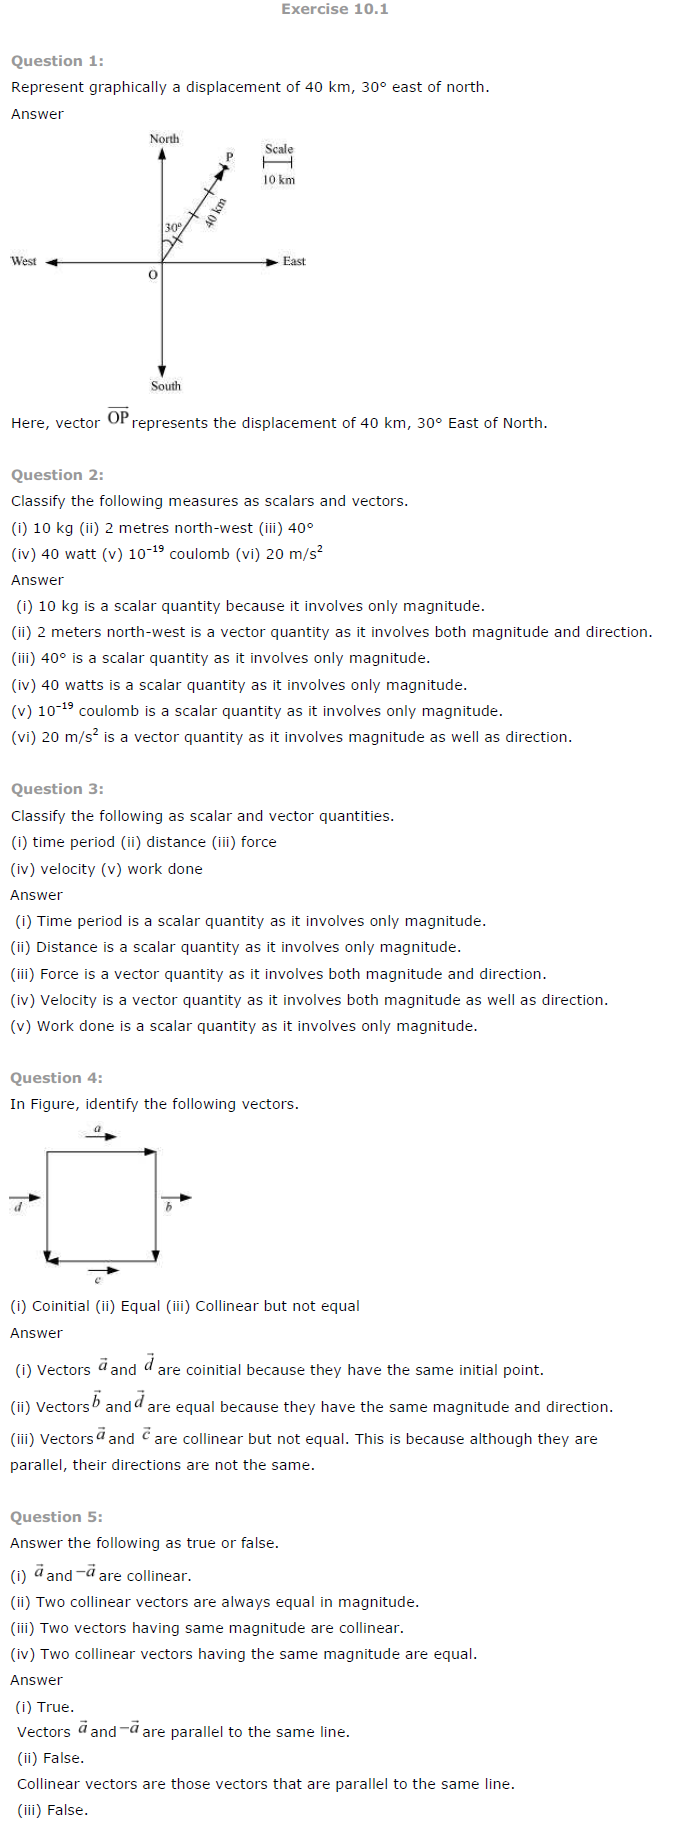 Exercise 10.1
Question 1:
Represent graphically a displacement of 40 km, 30° east of north.
Answer
North
P
Scale
10 km
40 km
30°
West
East
O
South
Here, vector OP represents the displacement of 40 km, 30° East of North.
Question 2:
Classify the following measures as scalars and vectors.
(i) 10 kg (ii) 2 metres north-west (iii) 40°
(iv) 40 watt (v) 10⁻¹⁹ coulomb (vi) 20 m/s²
Answer
(i) 10 kg is a scalar quantity because it involves only magnitude.
(ii) 2 meters north-west is a vector quantity as it involves both magnitude and direction.
(iii) 40° is a scalar quantity as it involves only magnitude.
(iv) 40 watts is a scalar quantity as it involves only magnitude.
(v) 10⁻¹⁹ coulomb is a scalar quantity as it involves only magnitude.
(vi) 20 m/s² is a vector quantity as it involves magnitude as well as direction.
Question 3:
Classify the following as scalar and vector quantities.
(i) time period (ii) distance (iii) force
(iv) velocity (v) work done
Answer
(i) Time period is a scalar quantity as it involves only magnitude.
(ii) Distance is a scalar quantity as it involves only magnitude.
(iii) Force is a vector quantity as it involves both magnitude and direction.
(iv) Velocity is a vector quantity as it involves both magnitude as well as direction.
(v) Work done is a scalar quantity as it involves only magnitude.
Question 4:
In Figure, identify the following vectors.
a
d
b
c
(i) Coinitial (ii) Equal (iii) Collinear but not equal
Answer
(i) Vectors a⃗ and d⃗ are coinitial because they have the same initial point.
(ii) Vectors b⃗ and d⃗ are equal because they have the same magnitude and direction.
(iii) Vectors a⃗ and c⃗ are collinear but not equal. This is because although they are
parallel, their directions are not the same.
Question 5:
Answer the following as true or false.
(i) a⃗ and −a⃗ are collinear.
(ii) Two collinear vectors are always equal in magnitude.
(iii) Two vectors having same magnitude are collinear.
(iv) Two collinear vectors having the same magnitude are equal.
Answer
(i) True.
Vectors a⃗ and −a⃗ are parallel to the same line.
(ii) False.
Collinear vectors are those vectors that are parallel to the same line.
(iii) False.